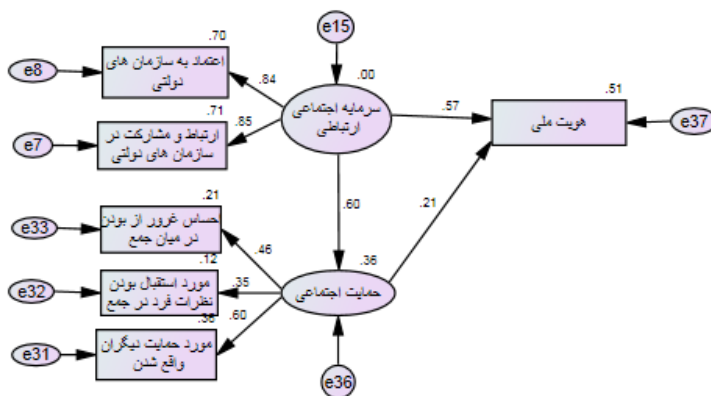 e15
.70
.00
e8
اعتماد به سازمان های
دولتی
.84
سرمایه اجتماعی
ارتباطی
.57
.51
هویت ملی
e37
.71
.85
e7
ارتباط و مشارکت در
سازمان های دولتی
.21
.60
.21
e33
احساس غرور از بودن
در میان جمع
.46
.36
.12
e32
مورد استقبال بودن
نظرات فرد در جمع
.35
حمایت اجتماعی
.36
.60
e31
مورد حمایت دیگران
واقع شدن
e36